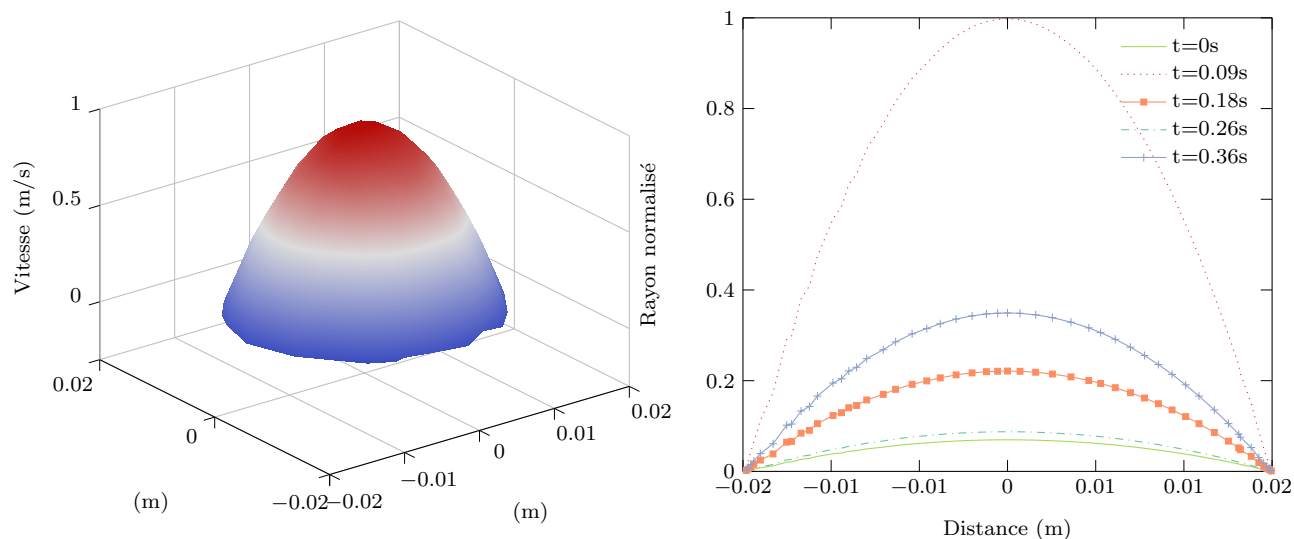 1
0.5
0
Vitesse (m/s)
0.02
0
−0.02
(m)
−0.02
−0.01
0
0.01
0.02
(m)
Rayon normalisé
1
0.8
0.6
0.4
0.2
0
−0.02
−0.01
−0.01
0
0.01
0.01
0.02
Distance (m)
t=0s
t=0.09s
t=0.18s
t=0.26s
t=0.36s